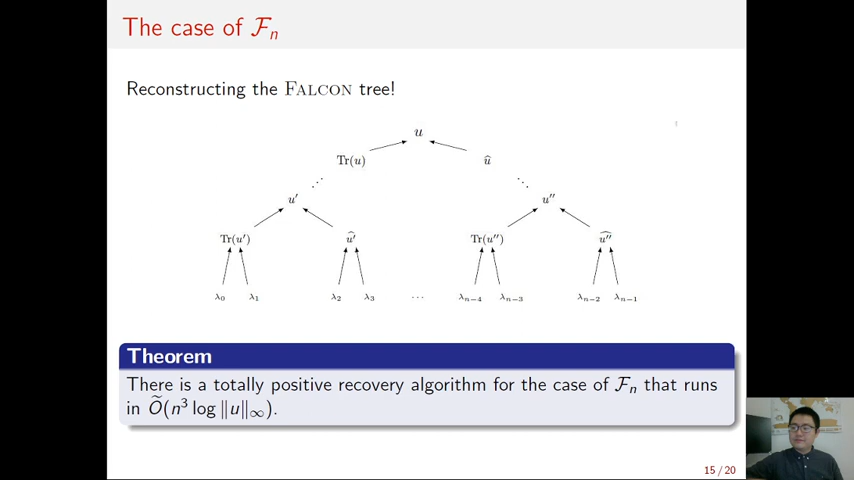 The case of 𝓕ₙ
Reconstructing the FALCON tree!
u
Tr(u) û
u′ u″
Tr(u′) û′ Tr(u″) û″
λ₀ λ₁ λ₂ λ₃ ⋯ λₙ₋₄ λₙ₋₃ λₙ₋₂ λₙ₋₁
Theorem
There is a totally positive recovery algorithm for the case of 𝓕ₙ that runs
in Õ(n³ log ‖u‖∞).
15 / 20